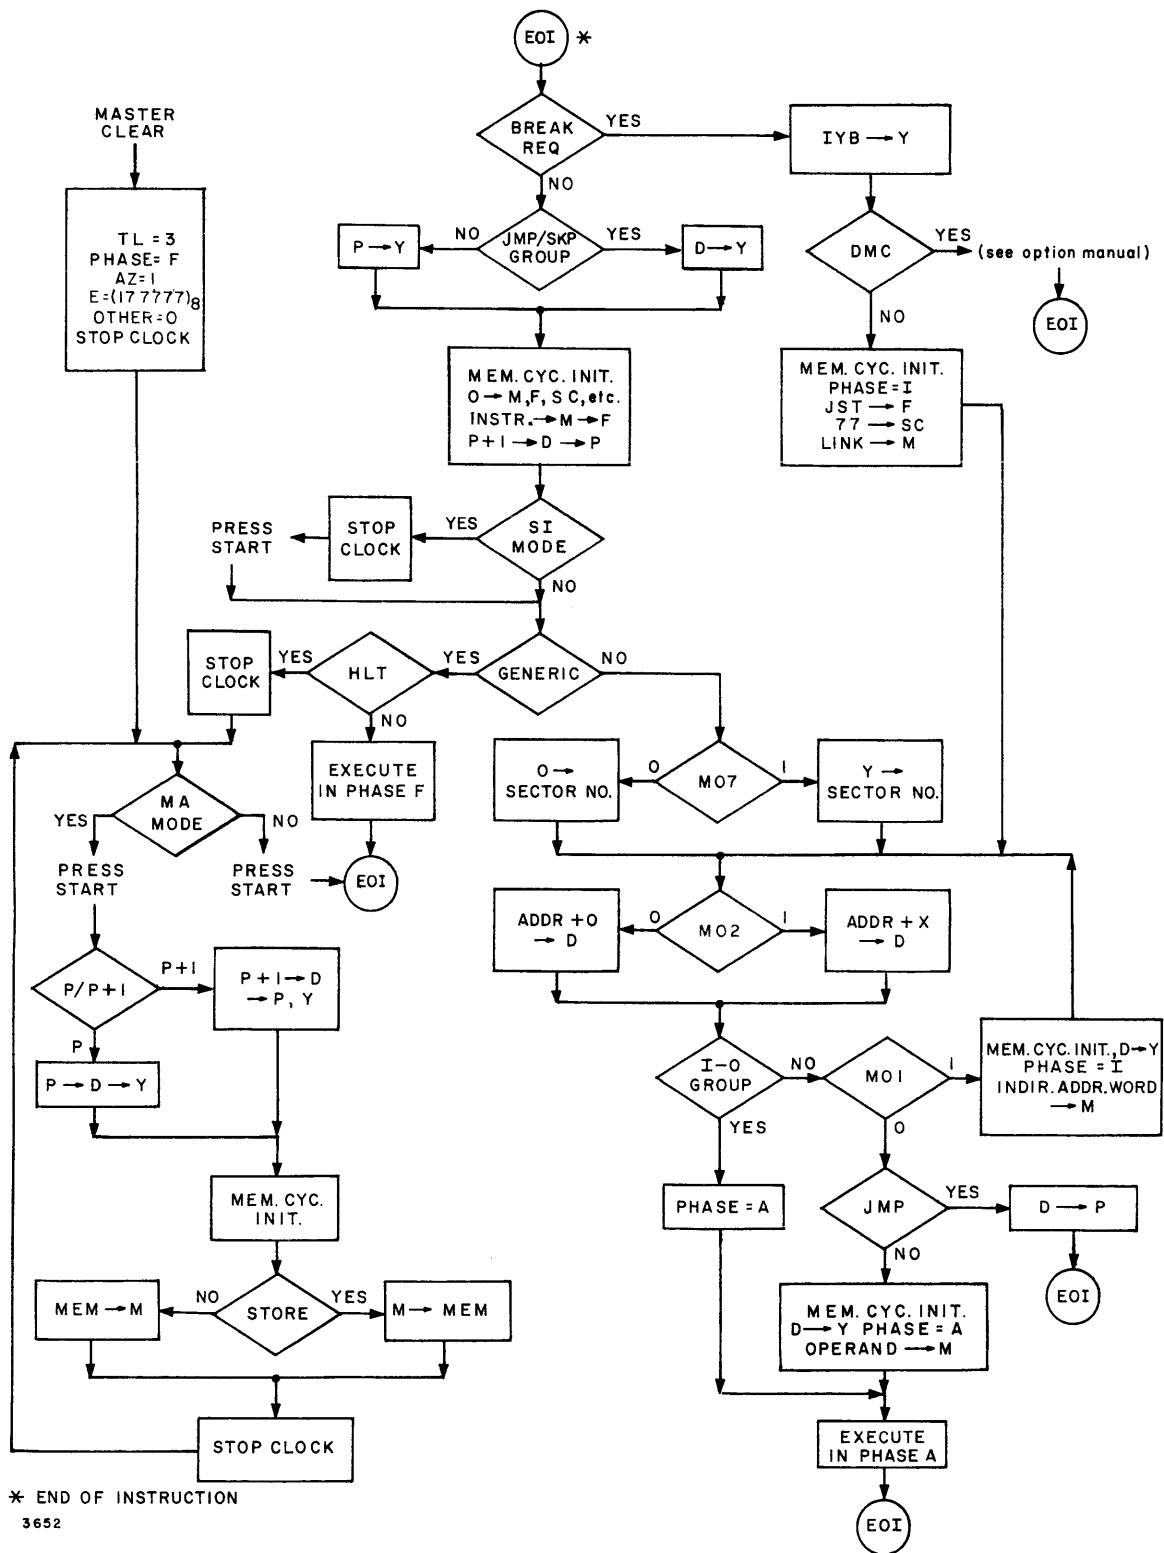 EOI *
MASTER
CLEAR
BREAK
REQ
YES
IYB → Y
NO
TL = 3
PHASE = F
AZ = 1
E = (177777)8
OTHER = 0
STOP CLOCK
P → Y
NO
JMP/SKP
GROUP
YES
D → Y
DMC
YES
(see option manual)
EOI
NO
MEM. CYC. INIT.
0 → M, F, SC, etc.
INSTR. → M → F
P+1 → D → P
MEM. CYC. INIT.
PHASE = I
JST → F
77 → SC
LINK → M
PRESS
START
STOP
CLOCK
YES
SI
MODE
NO
STOP
CLOCK
YES
HLT
YES
GENERIC
NO
NO
EXECUTE
IN PHASE F
0 →
SECTOR NO.
0
M07
1
Y →
SECTOR NO.
MA
MODE
YES
NO
PRESS
START
PRESS
START
EOI
ADDR + 0
→ D
0
M02
1
ADDR + X
→ D
P/P+1
P+1
P+1 → D
→ P, Y
P
P → D → Y
I-O
GROUP
NO
M01
1
MEM. CYC. INIT., D → Y
PHASE = I
INDIR. ADDR. WORD
→ M
YES
0
MEM. CYC.
INIT.
PHASE = A
JMP
YES
D → P
NO
EOI
MEM → M
NO
STORE
YES
M → MEM
MEM. CYC. INIT.
D → Y PHASE = A
OPERAND → M
STOP CLOCK
EXECUTE
IN PHASE A
* END OF INSTRUCTION
3652
EOI